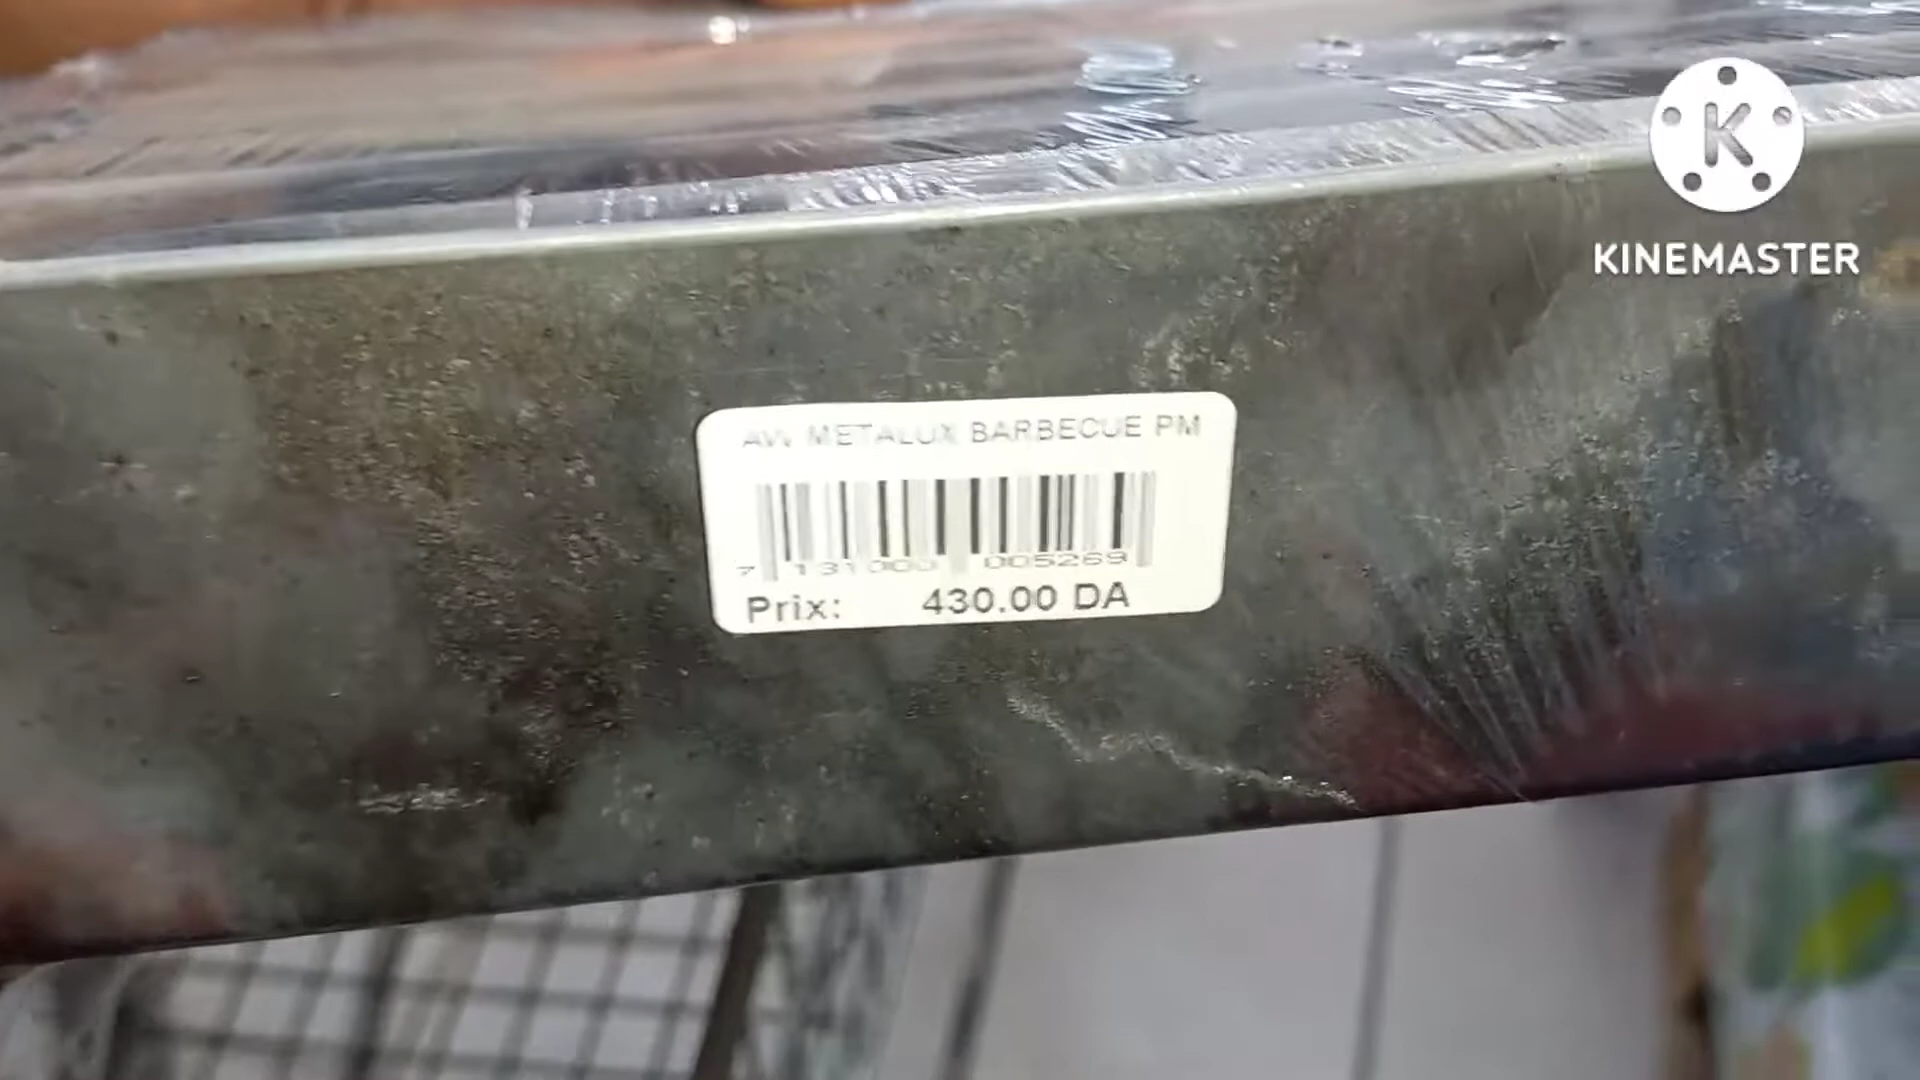 K
KINEMASTER
AW METALUX BARBECUE PM
7 131000 005269
Prix: 430.00 DA